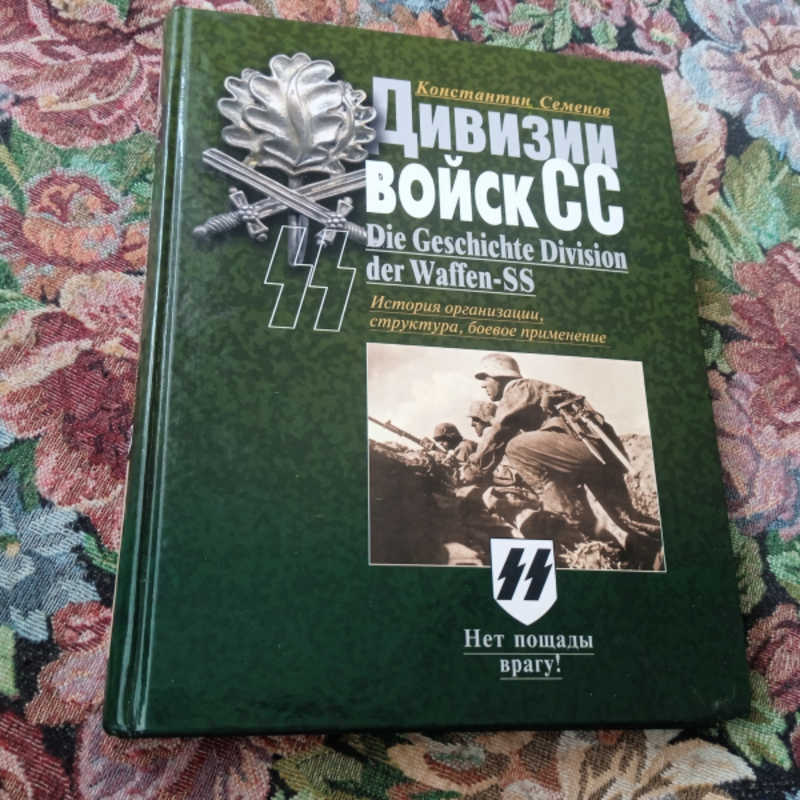 Константин Семенов
Дивизии
войск СС
Die Geschichte Division
der Waffen-SS
История организации,
структура, боевое применение
Нет пощады
врагу!